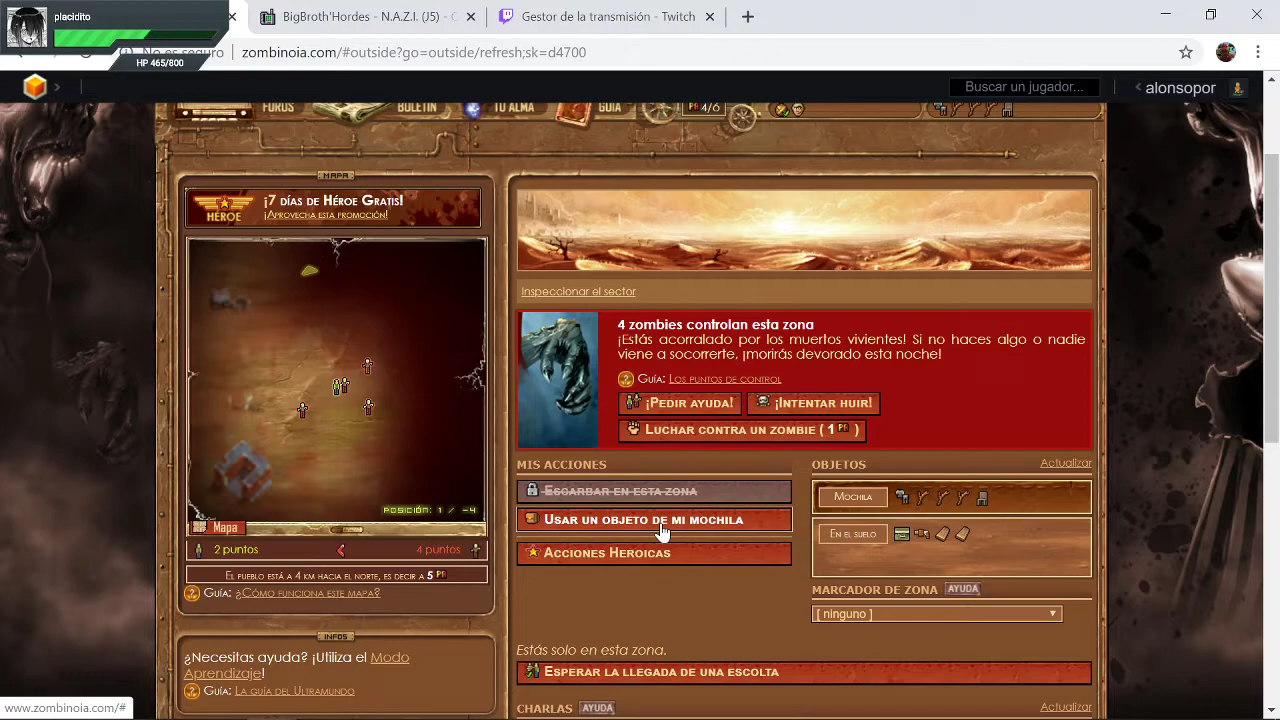 placidito
HP 465/800
BigBroth'Hordes - N.A.Z.I. (J5) - C
Gestor de la transmisión - Twitch
No es seguro
zombinoia.com/#outside?go=outside/refresh;sk=d4700
Buscar un jugador...
alonsopor
FOROS
BOLETIN
TU ALMA
GUIA
4/6
MAPA
HÉROE
¡7 DÍAS DE HÉROE GRATIS!
¡APROVECHA ESTA PROMOCIÓN!
POSICIÓN: 1 / -4
Mapa
2 puntos
4 puntos
EL PUEBLO ESTÁ A 4 KM HACIA EL NORTE, ES DECIR A 5 PA
GUÍA: ¿CÓMO FUNCIONA ESTE MAPA?
INFOS
¿Necesitas ayuda? ¡Utiliza el Modo
Aprendizaje!
GUÍA: LA GUÍA DEL ULTRAMUNDO
Inspeccionar el sector
4 zombies controlan esta zona
¡Estás acorralado por los muertos vivientes! Si no haces algo o nadie
viene a socorrerte, ¡morirás devorado esta noche!
GUÍA: LOS PUNTOS DE CONTROL
¡PEDIR AYUDA!
¡INTENTAR HUIR!
LUCHAR CONTRA UN ZOMBIE ( 1 PA )
MIS ACCIONES
ESCARBAR EN ESTA ZONA
USAR UN OBJETO DE MI MOCHILA
ACCIONES HEROICAS
OBJETOS
Actualizar
MOCHILA
EN EL SUELO
MARCADOR DE ZONA
AYUDA
[ ninguno ]
Estás solo en esta zona.
ESPERAR LA LLEGADA DE UNA ESCOLTA
CHARLAS
AYUDA
Actualizar
www.zombinoia.com/#